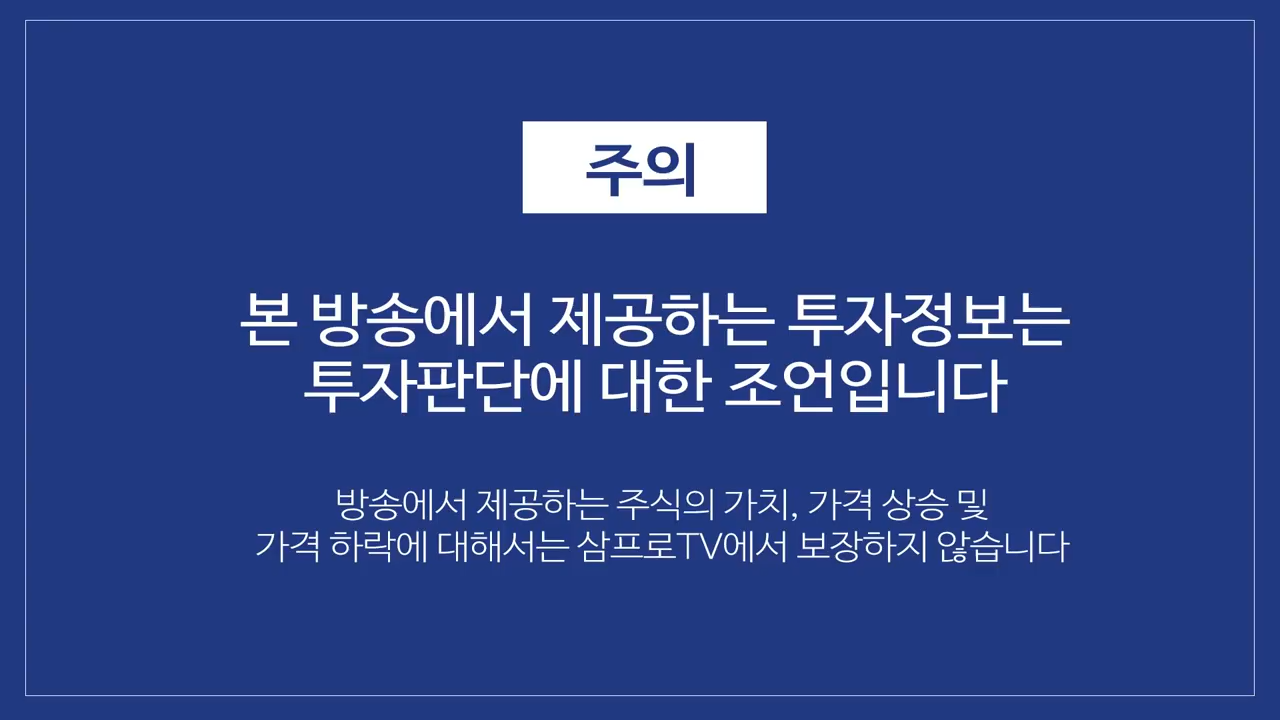 주의
본 방송에서 제공하는 투자정보는
투자판단에 대한 조언입니다
방송에서 제공하는 주식의 가치, 가격 상승 및
가격 하락에 대해서는 삼프로TV에서 보장하지 않습니다